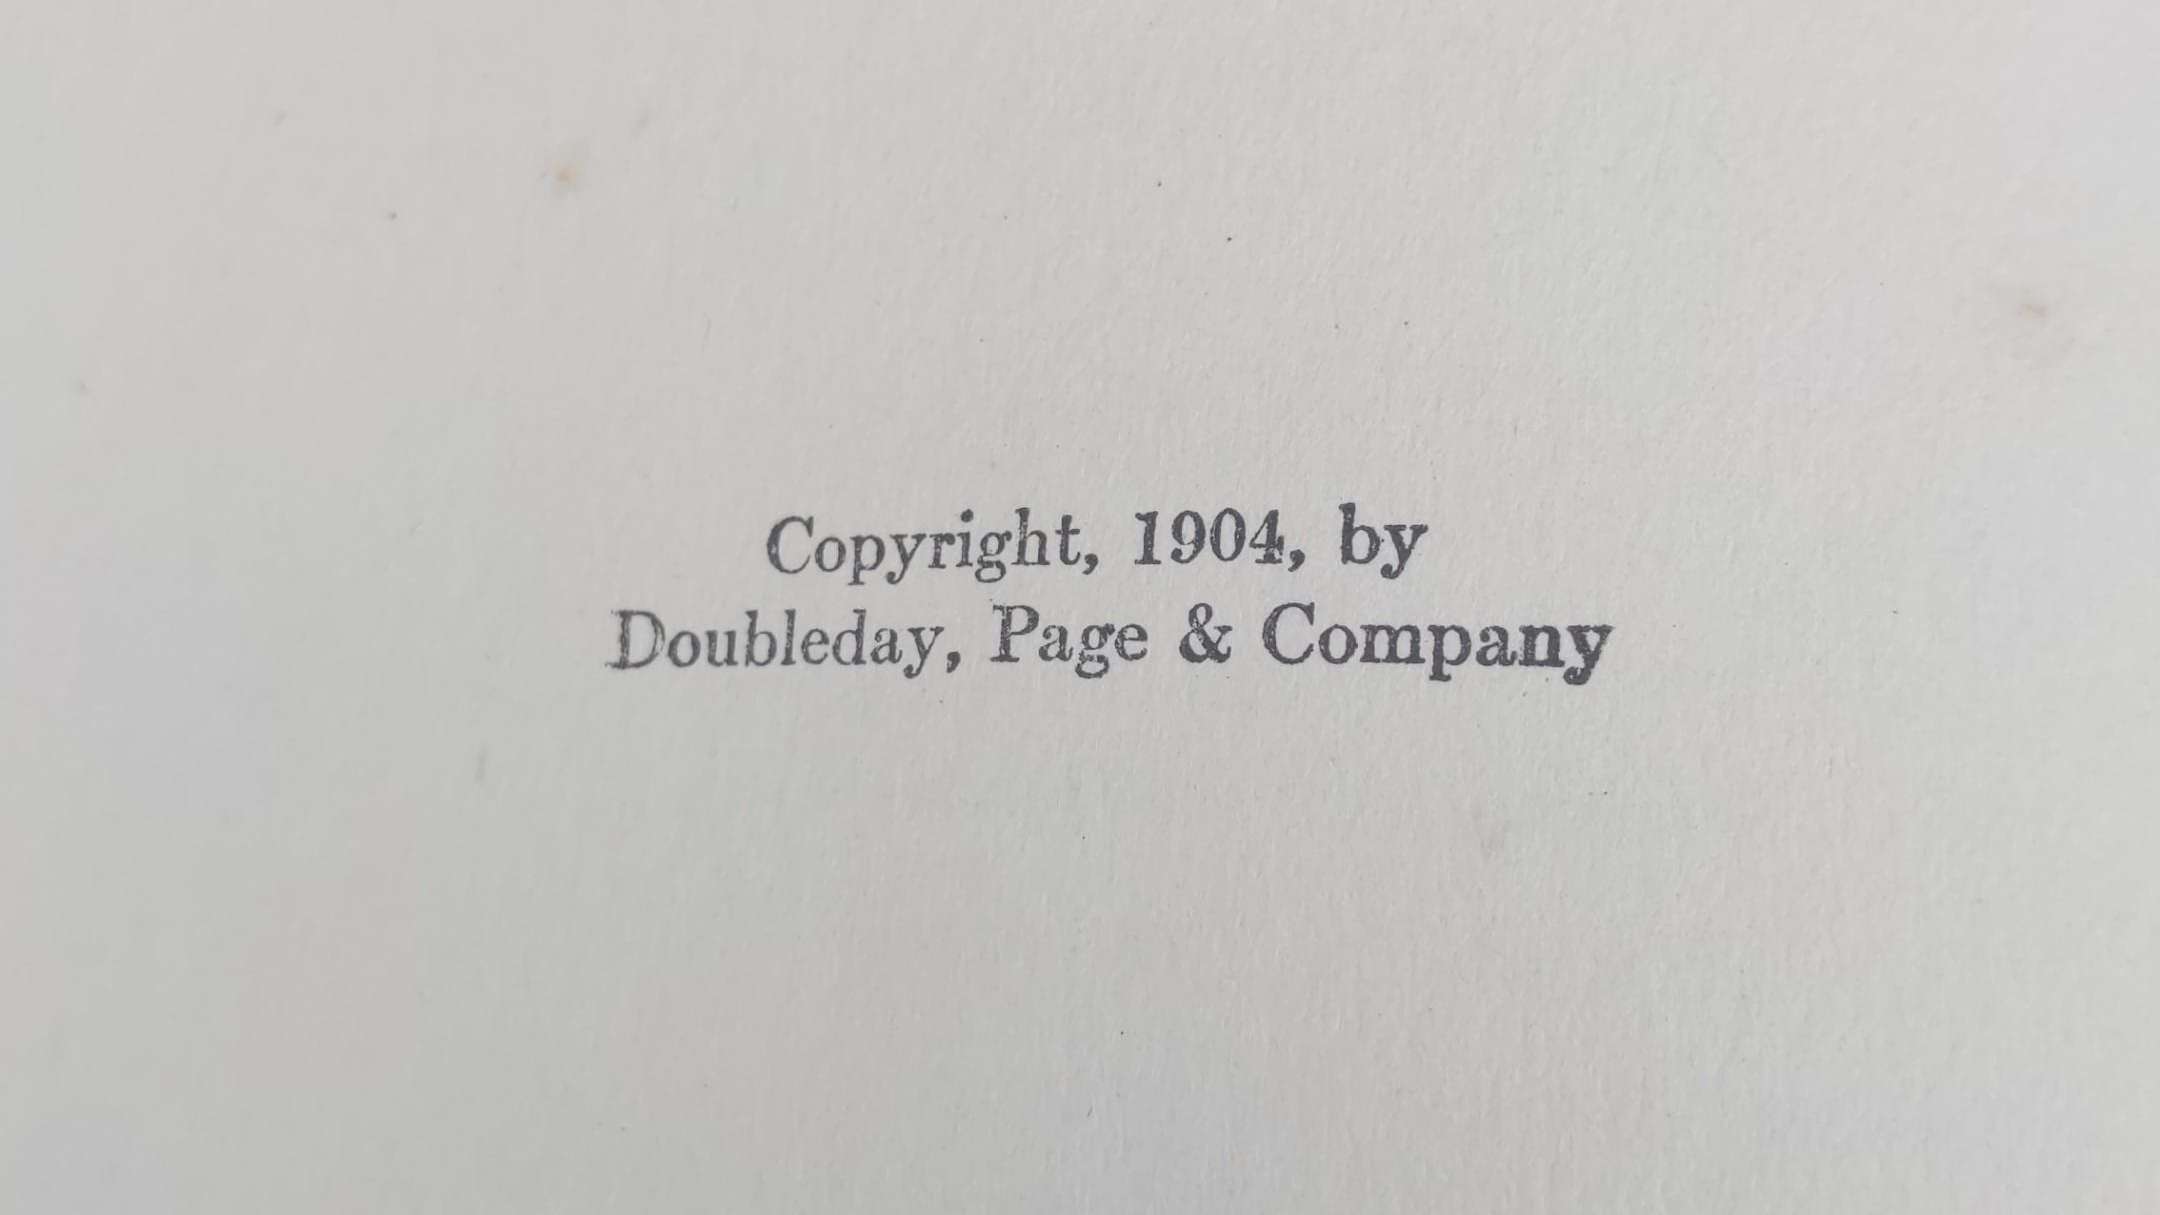 Copyright, 1904, by
Doubleday, Page & Company